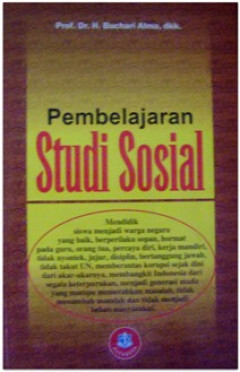 Prof. Dr. H. Buchari Alma, dkk.
Pembelajaran
Studi Sosial
Mendidik
siswa menjadi warga negara
yang baik, berperilaku sopan, hormat
pada guru, orang tua, percaya diri, kerja mandiri,
tidak nyontek, jujur, disiplin, bertanggung jawab,
tidak takut UN, memberantas korupsi sejak dini
dari akar-akarnya, membangkit Indonesia dari
segala keterpurukan, menjadi generasi muda
yang mampu memecahkan masalah, tidak
menambah masalah dan tidak menjadi
beban masyarakat.